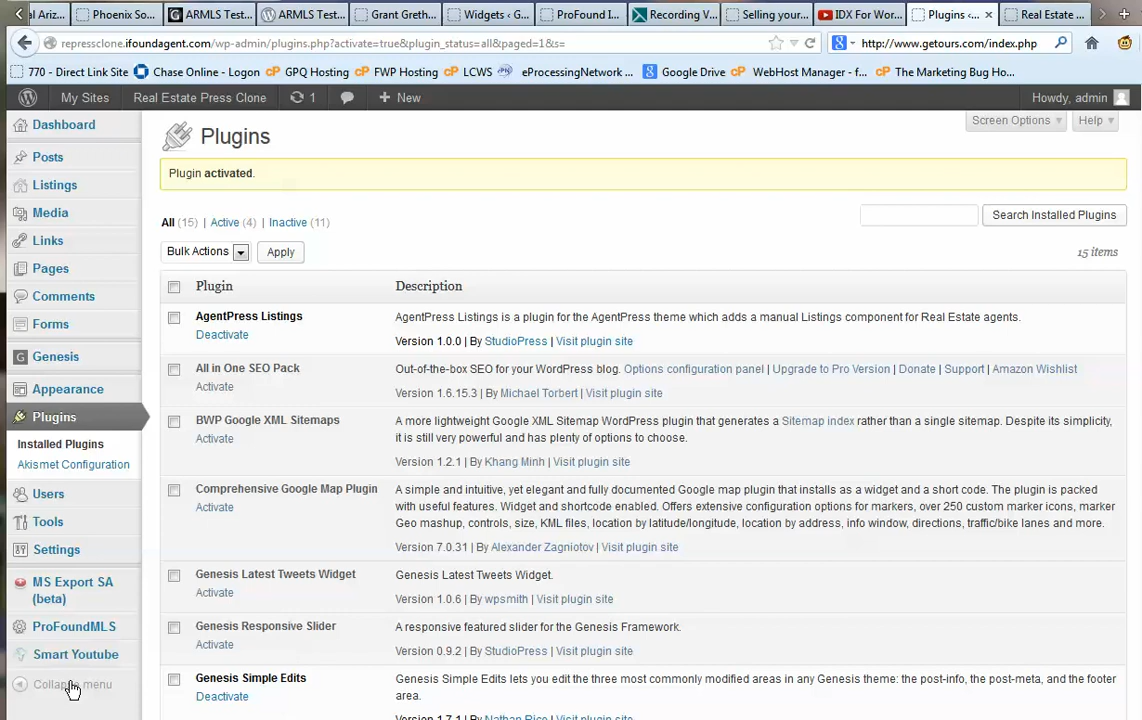 al Ariz...
Phoenix So...
ARMLS Test...
ARMLS Test...
Grant Greth...
Widgets ‹ G...
ProFound I...
Recording V...
Selling your...
IDX For Wor...
Plugins ‹...
Real Estate ...
repressclone.ifoundagent.com/wp-admin/plugins.php?activate=true&plugin_status=all&paged=1&s=
http://www.getours.com/index.php
770 - Direct Link Site
Chase Online - Logon
GPQ Hosting
FWP Hosting
LCWS
eProcessingNetwork ...
Google Drive
WebHost Manager - f...
The Marketing Bug Ho...
My Sites
Real Estate Press Clone
1
+ New
Howdy, admin
Screen Options
Help
Dashboard
Posts
Listings
Media
Links
Pages
Comments
Forms
Genesis
Appearance
Plugins
Installed Plugins
Akismet Configuration
Users
Tools
Settings
MS Export SA
(beta)
ProFoundMLS
Smart Youtube
Collapse menu
Plugins
Plugin activated.
All (15) | Active (4) | Inactive (11)
Search Installed Plugins
Bulk Actions
Apply
15 items
Plugin
Description
AgentPress Listings
Deactivate
AgentPress Listings is a plugin for the AgentPress theme which adds a manual Listings component for Real Estate agents.
Version 1.0.0 | By StudioPress | Visit plugin site
All in One SEO Pack
Activate
Out-of-the-box SEO for your WordPress blog. Options configuration panel | Upgrade to Pro Version | Donate | Support | Amazon Wishlist
Version 1.6.15.3 | By Michael Torbert | Visit plugin site
BWP Google XML Sitemaps
Activate
A more lightweight Google XML Sitemap WordPress plugin that generates a Sitemap index rather than a single sitemap. Despite its simplicity,
it is still very powerful and has plenty of options to choose.
Version 1.2.1 | By Khang Minh | Visit plugin site
Comprehensive Google Map Plugin
Activate
A simple and intuitive, yet elegant and fully documented Google map plugin that installs as a widget and a short code. The plugin is packed
with useful features. Widget and shortcode enabled. Offers extensive configuration options for markers, over 250 custom marker icons, marker
Geo mashup, controls, size, KML files, location by latitude/longitude, location by address, info window, directions, traffic/bike lanes and more.
Version 7.0.31 | By Alexander Zagniotov | Visit plugin site
Genesis Latest Tweets Widget
Activate
Genesis Latest Tweets Widget.
Version 1.0.6 | By wpsmith | Visit plugin site
Genesis Responsive Slider
Activate
A responsive featured slider for the Genesis Framework.
Version 0.9.2 | By StudioPress | Visit plugin site
Genesis Simple Edits
Deactivate
Genesis Simple Edits lets you edit the three most commonly modified areas in any Genesis theme: the post-info, the post-meta, and the footer
area.
Version 1.7.1 | By Nathan Rice | Visit plugin site